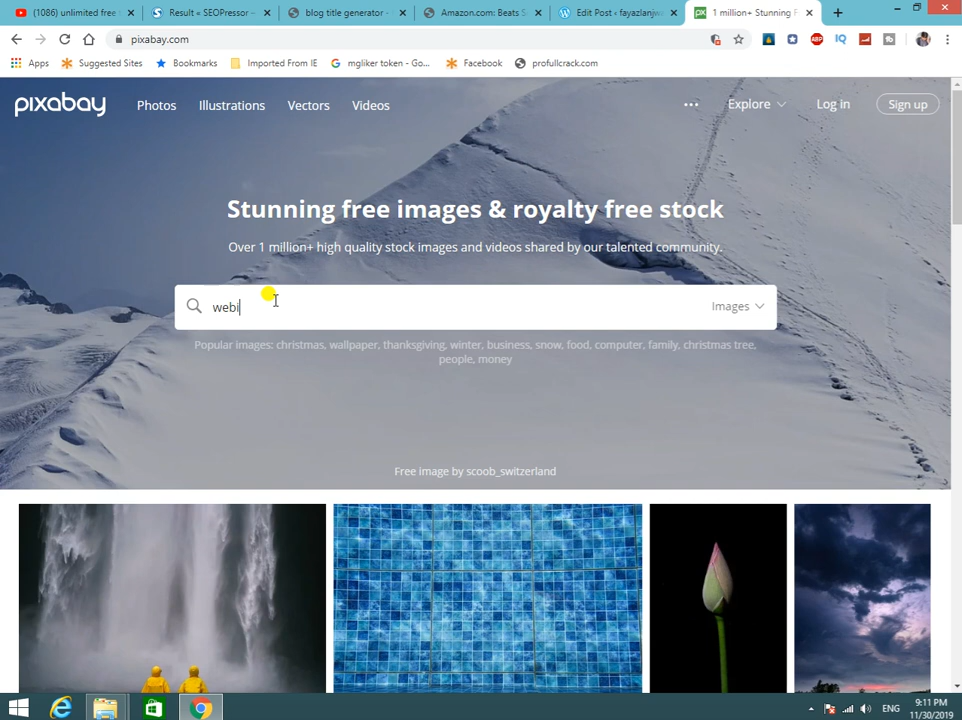 (1086) unlimited free
Result = SEOPressor –
blog title generator -
Amazon.com: Beats S
Edit Post ‹ fayazlanjw
px
1 million+ Stunning F
pixabay.com
ABP
IQ
Apps
Suggested Sites
Bookmarks
Imported From IE
mgliker token - Go...
Facebook
profullcrack.com
pixabay
Photos
Illustrations
Vectors
Videos
Explore
Log in
Sign up
Stunning free images & royalty free stock
Over 1 million+ high quality stock images and videos shared by our talented community.
webi
Images
Popular images: christmas, wallpaper, thanksgiving, winter, business, snow, food, computer, family, christmas tree,
people, money
Free image by scoob_switzerland
ENG
9:11 PM
11/30/2019